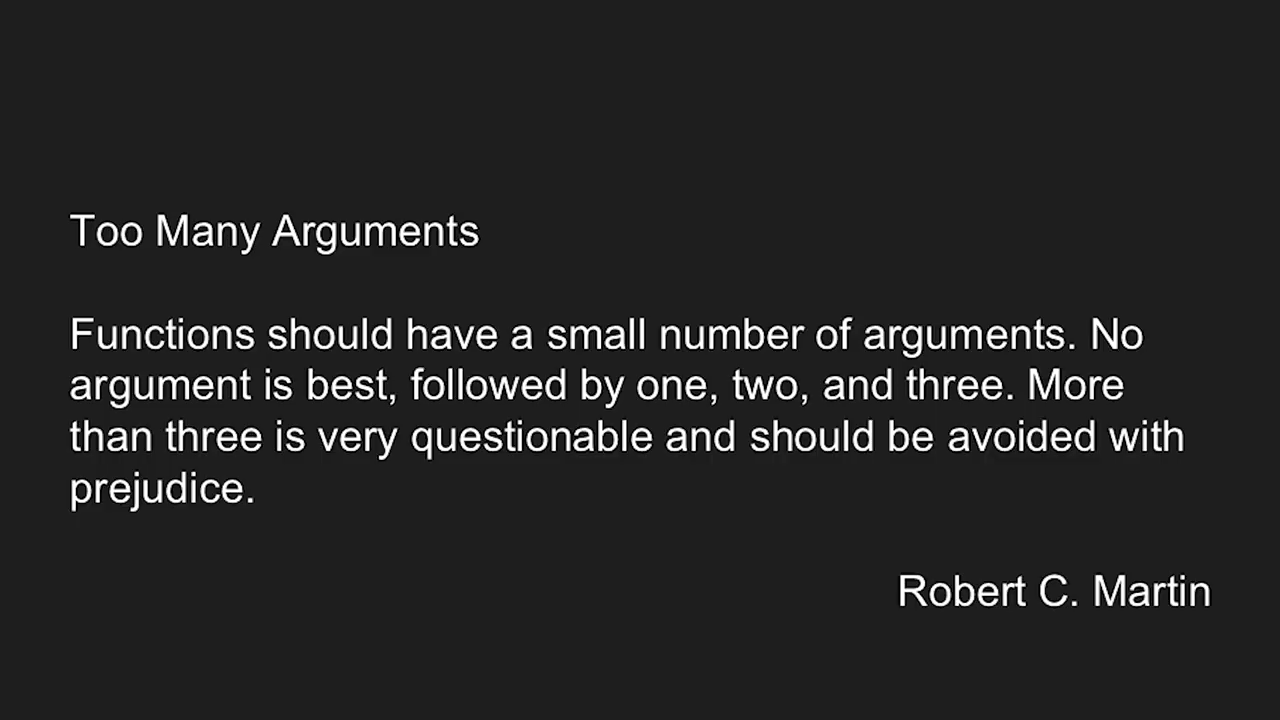 Too Many Arguments
Functions should have a small number of arguments. No
argument is best, followed by one, two, and three. More
than three is very questionable and should be avoided with
prejudice.
Robert C. Martin